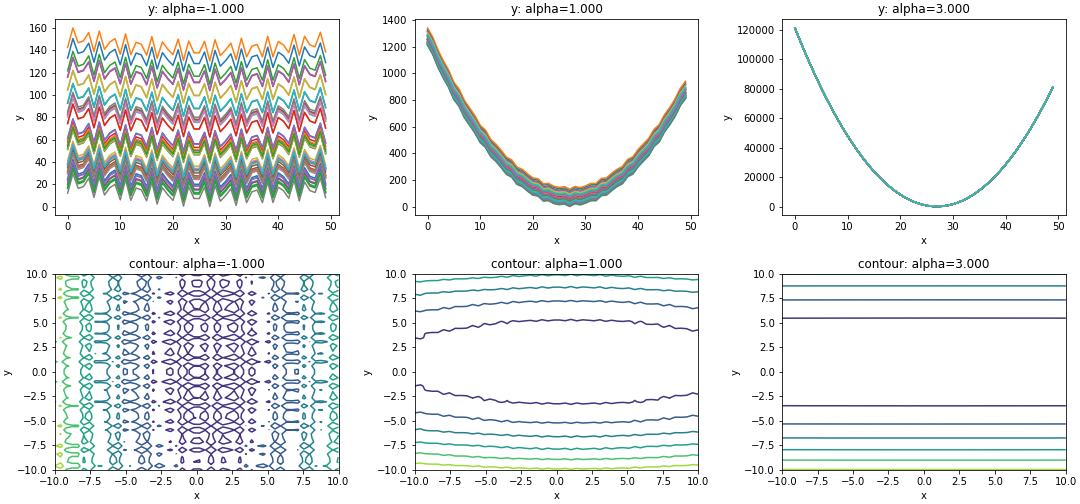 y: alpha=-1.000
y
160
140
120
100
80
60
40
20
0
0 10 20 30 40 50
x
y: alpha=1.000
y
1400
1200
1000
800
600
400
200
0
0 10 20 30 40 50
x
y: alpha=3.000
y
120000
100000
80000
60000
40000
20000
0
0 10 20 30 40 50
x
contour: alpha=-1.000
y
10.0
7.5
5.0
2.5
0.0
−2.5
−5.0
−7.5
−10.0
−10.0 −7.5 −5.0 −2.5 0.0 2.5 5.0 7.5 10.0
x
contour: alpha=1.000
y
10.0
7.5
5.0
2.5
0.0
−2.5
−5.0
−7.5
−10.0
−10.0 −7.5 −5.0 −2.5 0.0 2.5 5.0 7.5 10.0
x
contour: alpha=3.000
y
10.0
7.5
5.0
2.5
0.0
−2.5
−5.0
−7.5
−10.0
−10.0 −7.5 −5.0 −2.5 0.0 2.5 5.0 7.5 10.0
x